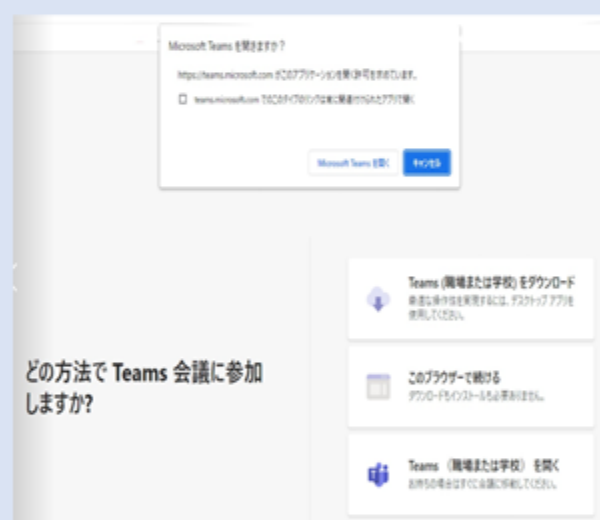 Microsoft Teams を開きますか？
https://teams.microsoft.com がこのアプリケーションを開く許可を求めています。
teams.microsoft.com でこのタイプのリンクは常に関連付けられたアプリで開く
Microsoft Teams を開く
キャンセル
Teams (職場または学校) をダウンロード
最適な操作性を実現するには、デスクトップ アプリを
使用してください。
どの方法で Teams 会議に参加
しますか?
このブラウザーで続ける
ダウンロードもインストールも必要ありません。
Teams （職場または学校） を開く
お持ちの場合はすぐに会議に移動してください。